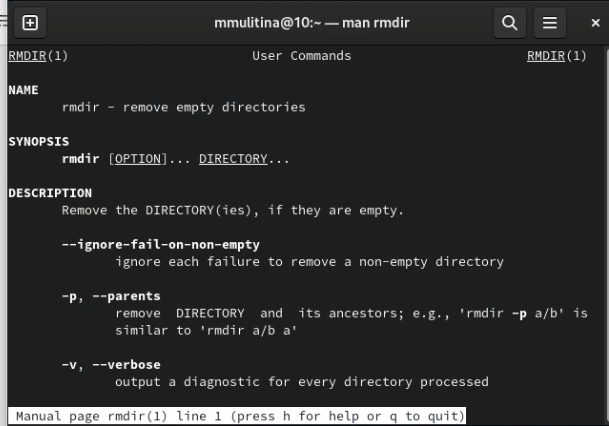 mmulitina@10:~ — man rmdir
RMDIR(1) User Commands RMDIR(1)
NAME
rmdir - remove empty directories
SYNOPSIS
rmdir [OPTION]... DIRECTORY...
DESCRIPTION
Remove the DIRECTORY(ies), if they are empty.
--ignore-fail-on-non-empty
ignore each failure to remove a non-empty directory
-p, --parents
remove DIRECTORY and its ancestors; e.g., 'rmdir -p a/b' is
similar to 'rmdir a/b a'
-v, --verbose
output a diagnostic for every directory processed
Manual page rmdir(1) line 1 (press h for help or q to quit)